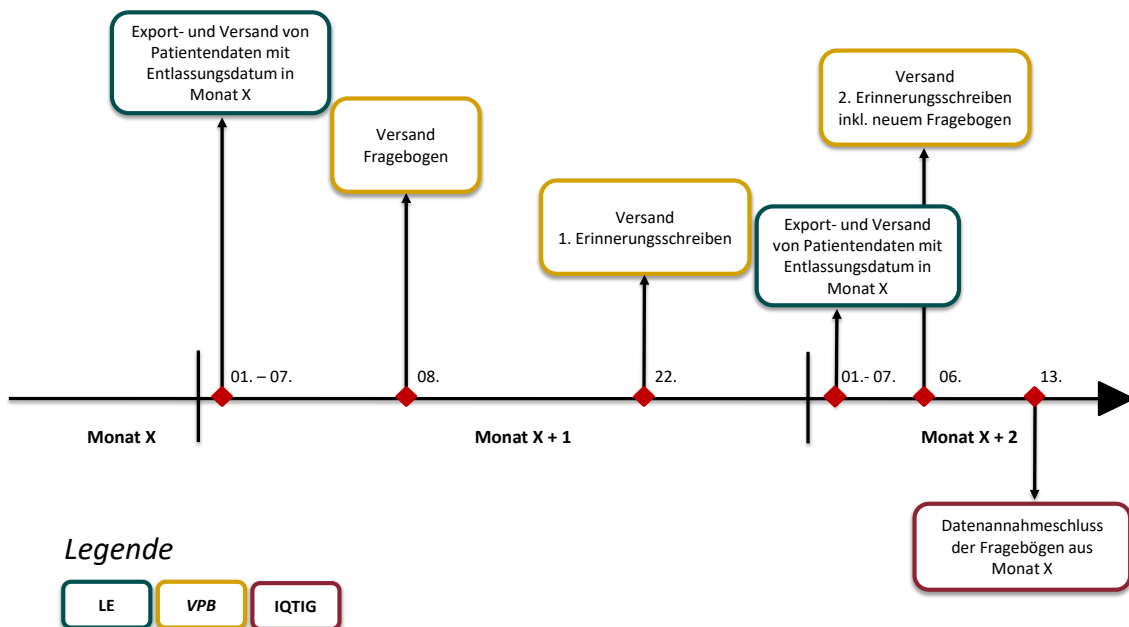 Export- und Versand von
Patientendaten mit
Entlassungsdatum in
Monat X
Versand
Fragebogen
Versand
1. Erinnerungsschreiben
Versand
2. Erinnerungsschreiben
inkl. neuem Fragebogen
Export- und Versand
von Patientendaten mit
Entlassungsdatum in
Monat X
01. – 07.
08.
22.
01.- 07.
06.
13.
Monat X
Monat X + 1
Monat X + 2
Datenannahmeschluss
der Fragebögen aus
Monat X
Legende
LE
VPB
IQTIG